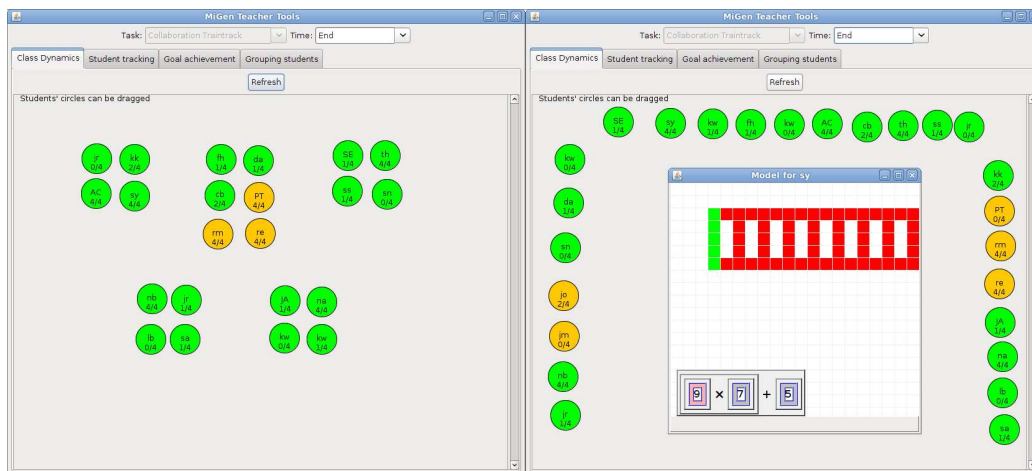 MiGen Teacher Tools
Task: Collaboration Traintrack Time: End
Class Dynamics Student tracking Goal achievement Grouping students
Refresh
Students' circles can be dragged
jr 0/4
kk 2/4
AC 4/4
sy 4/4
fh 1/4
da 1/4
cb 2/4
PT 4/4
rm 4/4
re 4/4
SE 1/4
th 4/4
ss 1/4
sn 0/4
nb 4/4
jr 1/4
lb 0/4
sa 1/4
JA 1/4
na 4/4
kw 0/4
kw 1/4
MiGen Teacher Tools
Task: Collaboration Traintrack Time: End
Class Dynamics Student tracking Goal achievement Grouping students
Refresh
Students' circles can be dragged
SE 1/4
sy 4/4
kw 1/4
fh 1/4
kw 0/4
AC 4/4
cb 2/4
th 4/4
ss 1/4
jr 0/4
kw 0/4
da 1/4
sn 0/4
jo 2/4
jm 0/4
nb 4/4
jr 1/4
Model for sy
9 × 7 + 5
kk 2/4
PT 0/4
rm 4/4
re 4/4
JA 1/4
na 4/4
lb 0/4
sa 1/4